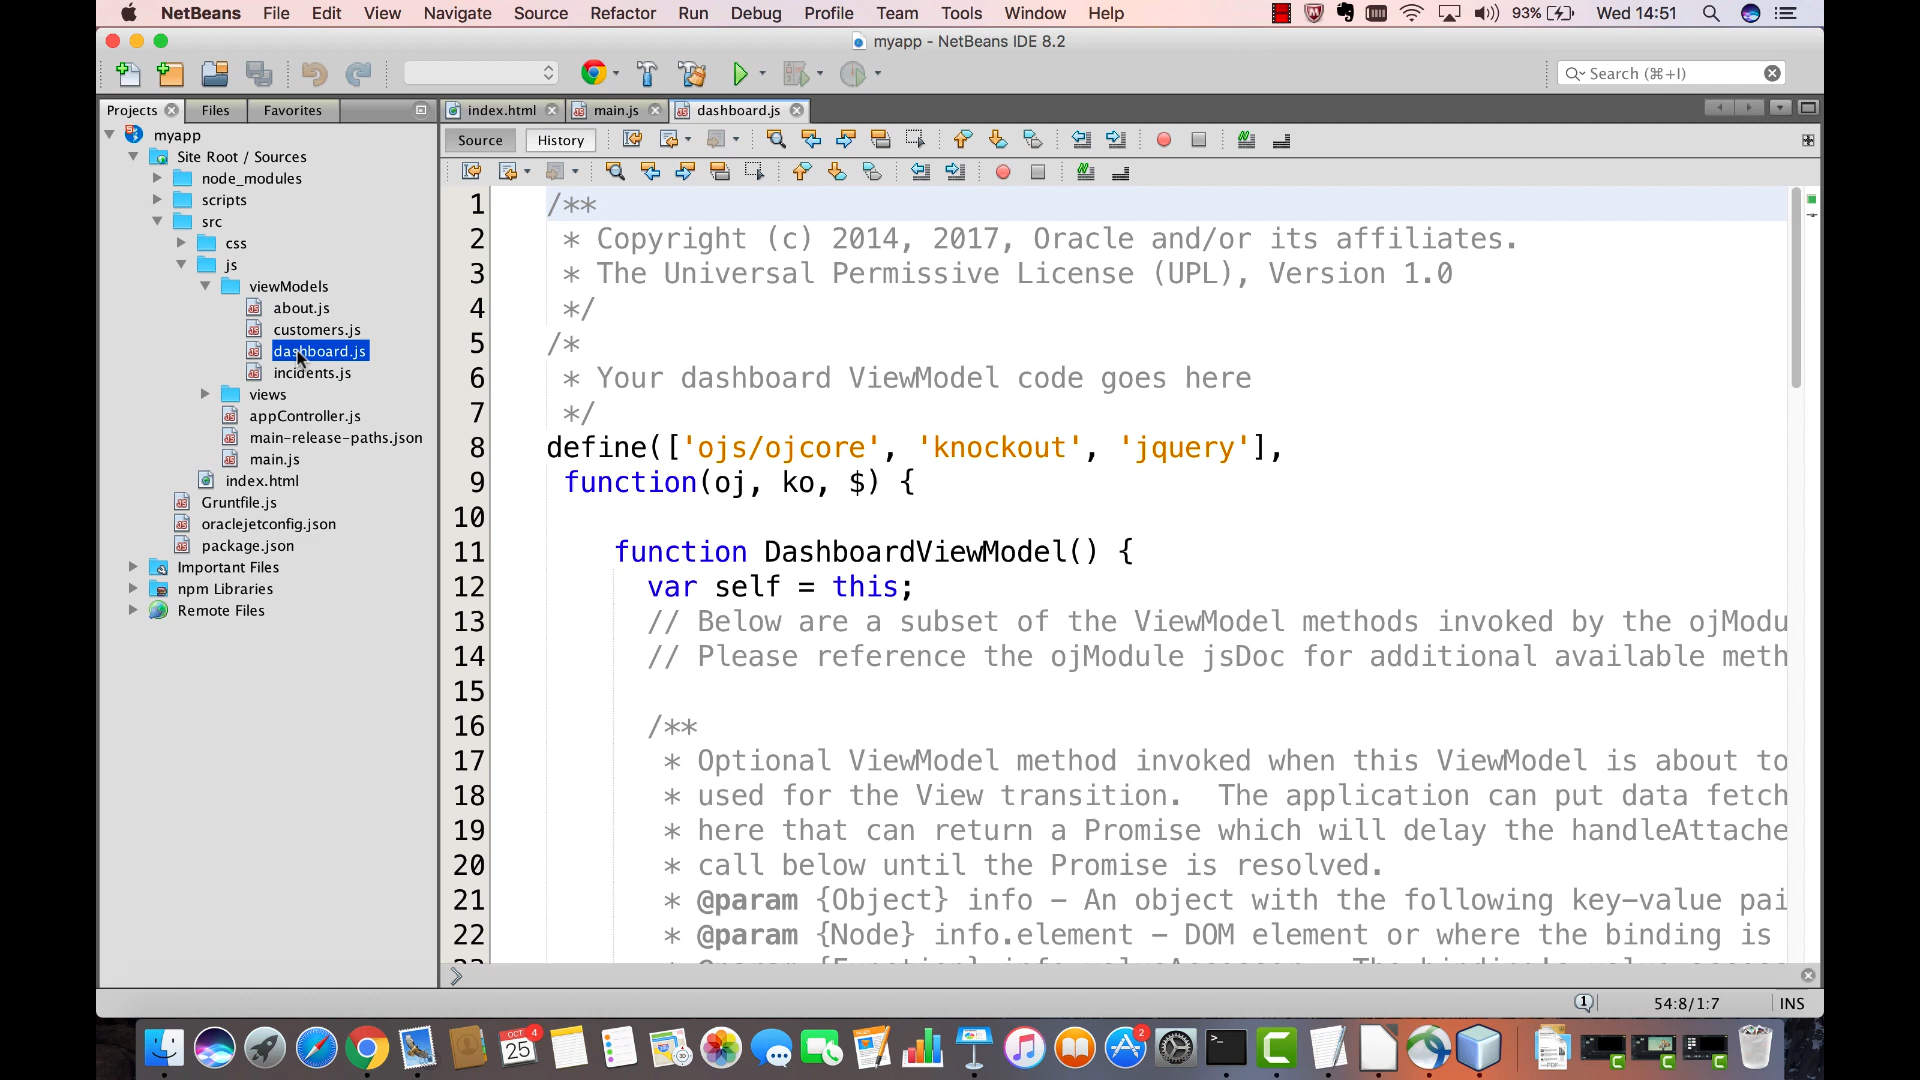 NetBeans File Edit View Navigate Source Refactor Run Debug Profile Team Tools Window Help 93% Wed 14:51
myapp - NetBeans IDE 8.2
Search (⌘+I)
Projects Files Favorites
index.html main.js dashboard.js
Source History
myapp
Site Root / Sources
node_modules
scripts
src
css
js
viewModels
about.js
customers.js
dashboard.js
incidents.js
views
appController.js
main-release-paths.json
main.js
index.html
Gruntfile.js
oraclejetconfig.json
package.json
Important Files
npm Libraries
Remote Files
1 /**
2 * Copyright (c) 2014, 2017, Oracle and/or its affiliates.
3 * The Universal Permissive License (UPL), Version 1.0
4 */
5 /*
6 * Your dashboard ViewModel code goes here
7 */
8 define(['ojs/ojcore', 'knockout', 'jquery'],
9 function(oj, ko, $) {
10
11 function DashboardViewModel() {
12 var self = this;
13 // Below are a subset of the ViewModel methods invoked by the ojModu
14 // Please reference the ojModule jsDoc for additional available meth
15
16 /**
17 * Optional ViewModel method invoked when this ViewModel is about to
18 * used for the View transition. The application can put data fetch
19 * here that can return a Promise which will delay the handleAttache
20 * call below until the Promise is resolved.
21 * @param {Object} info - An object with the following key-value pai
22 * @param {Node} info.element - DOM element or where the binding is
54:8/1:7 INS
OCT 4
25
2